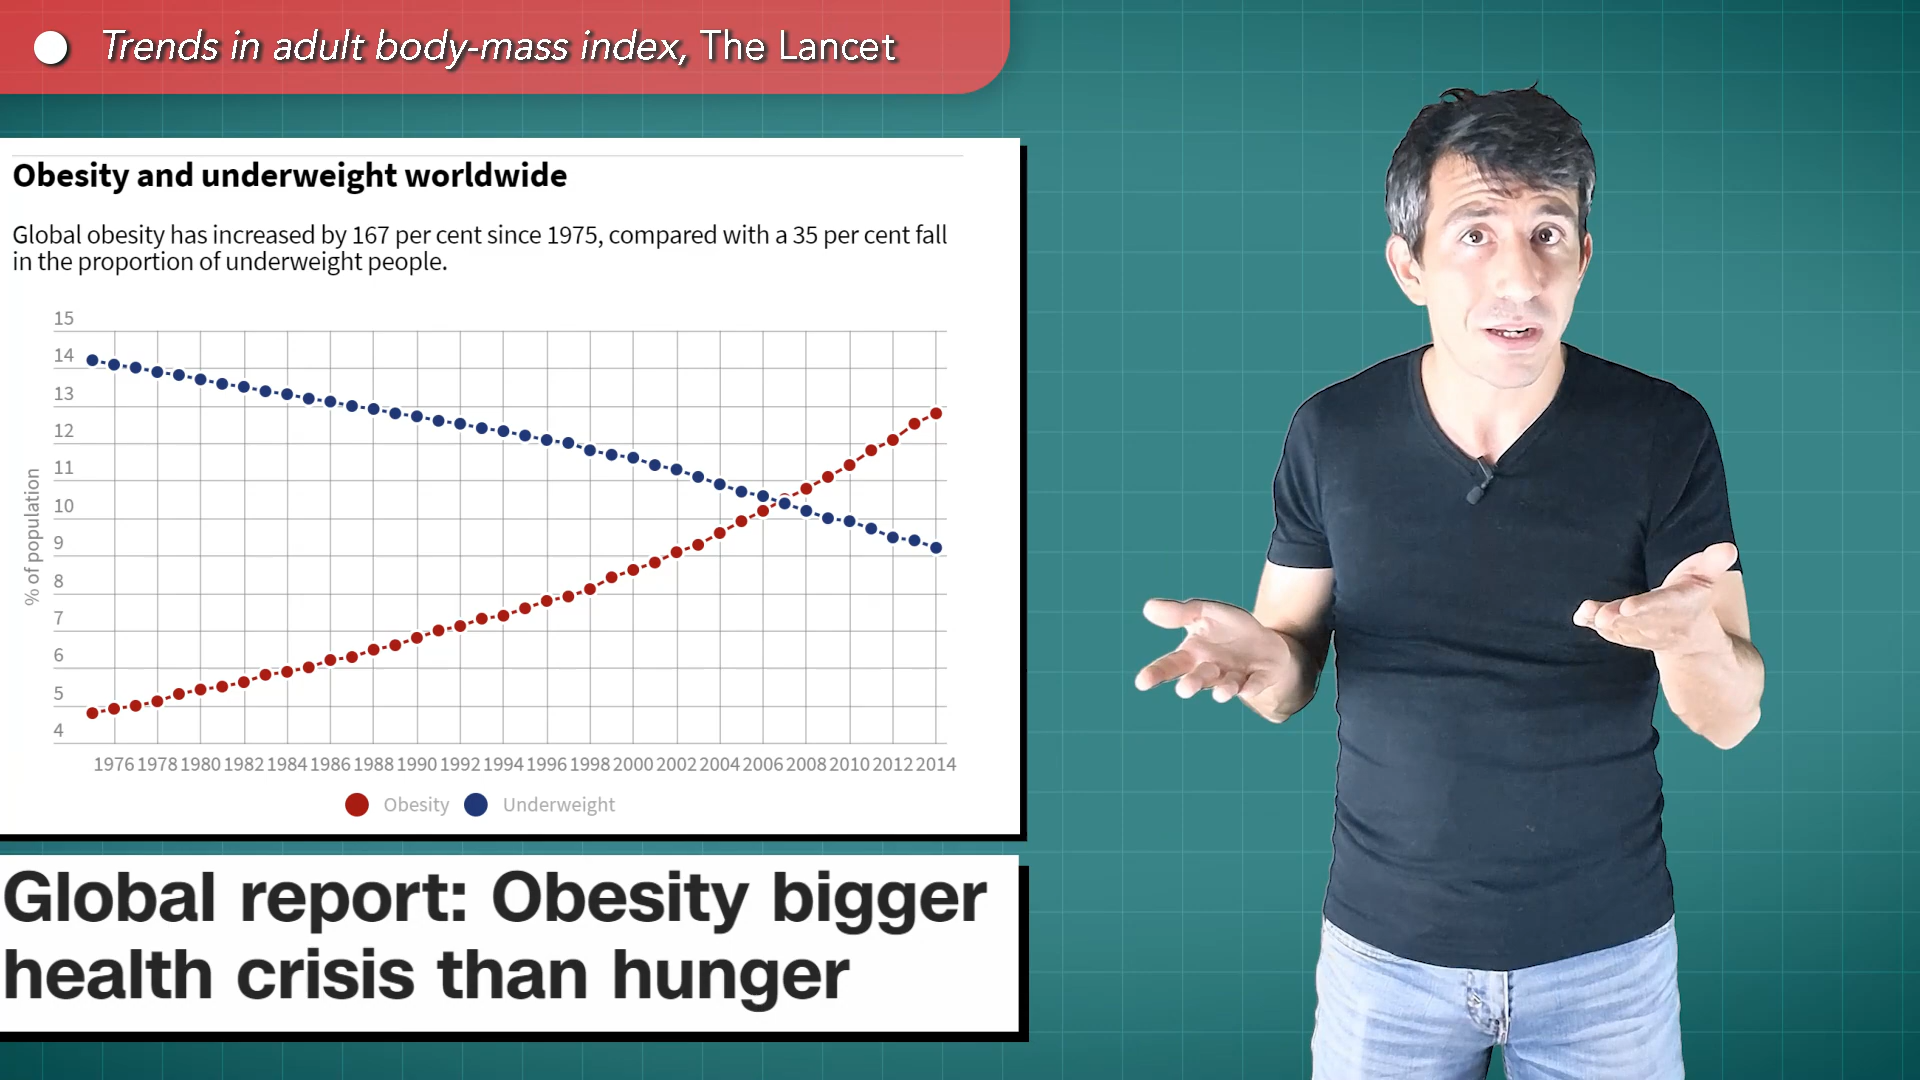 Trends in adult body-mass index, The Lancet
Obesity and underweight worldwide
Global obesity has increased by 167 per cent since 1975, compared with a 35 per cent fall
in the proportion of underweight people.
15
14
13
12
11
10
9
8
7
6
5
4
% of population
1976 1978 1980 1982 1984 1986 1988 1990 1992 1994 1996 1998 2000 2002 2004 2006 2008 2010 2012 2014
Obesity Underweight
Global report: Obesity bigger
health crisis than hunger